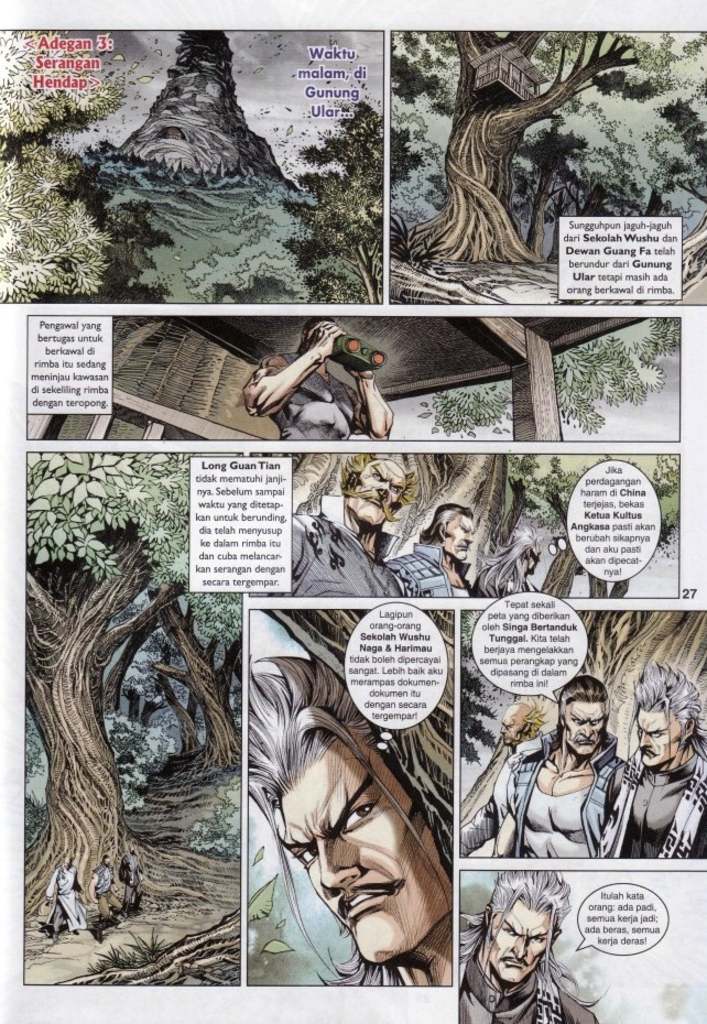 <Adegan 3:
Serangan
Hendap>
Waktu
malam, di
Gunung
Ular...
Sungguhpun jaguh-jaguh
dari Sekolah Wushu dan
Dewan Guang Fa telah
berundur dari Gunung
Ular tetapi masih ada
orang berkawal di rimba.
Pengawal yang
bertugas untuk
berkawal di
rimba itu sedang
meninjau kawasan
di sekeliling rimba
dengan teropong.
Long Guan Tian
tidak mematuhi janji-
nya. Sebelum sampai
waktu yang ditetap-
kan untuk berunding,
dia telah menyusup
ke dalam rimba itu
dan cuba melancar-
kan serangan dengan
secara tergempar.
Jika
perdagangan
haram di China
terjejas, bekas
Ketua Kultus
Angkasa pasti akan
berubah sikapnya
dan aku pasti
dipecat-
nya!
27
Lagipun
orang-orang
Sekolah Wushu
Naga & Harimau
tidak boleh dipercayai
sangat. Lebih baik aku
merampas dokumen-
dokumen itu
dengan secara
tergempar!
Tepat sekali
peta yang diberikan
oleh Singa Bertanduk
Tunggal. Kita telah
mengelakkan
semua perangkap yang
dipasang di dalam
rimba ini!
Itulah kata
orang: ada padi,
semua kerja jadi;
ada beras, semua
kerja deras!